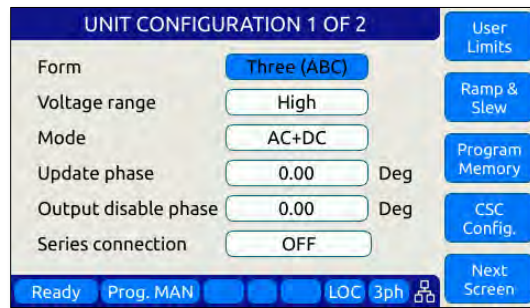 UNIT CONFIGURATION 1 OF 2
Form Three (ABC)
Voltage range High
Mode AC+DC
Update phase 0.00 Deg
Output disable phase 0.00 Deg
Series connection OFF
Ready Prog. MAN LOC 3ph
User
Limits
Ramp &
Slew
Program
Memory
CSC
Config.
Next
Screen